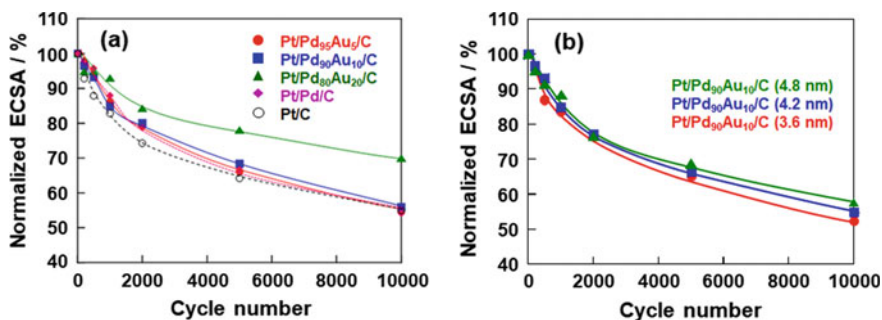 (a)
Normalized ECSA / %
110
100
90
80
70
60
50
40
Pt/Pd₉₅Au₅/C
Pt/Pd₉₀Au₁₀/C
Pt/Pd₈₀Au₂₀/C
Pt/Pd/C
Pt/C
0 2000 4000 6000 8000 10000
Cycle number
(b)
Normalized ECSA / %
110
100
90
80
70
60
50
40
Pt/Pd₉₀Au₁₀/C (4.8 nm)
Pt/Pd₉₀Au₁₀/C (4.2 nm)
Pt/Pd₉₀Au₁₀/C (3.6 nm)
0 2000 4000 6000 8000 10000
Cycle number